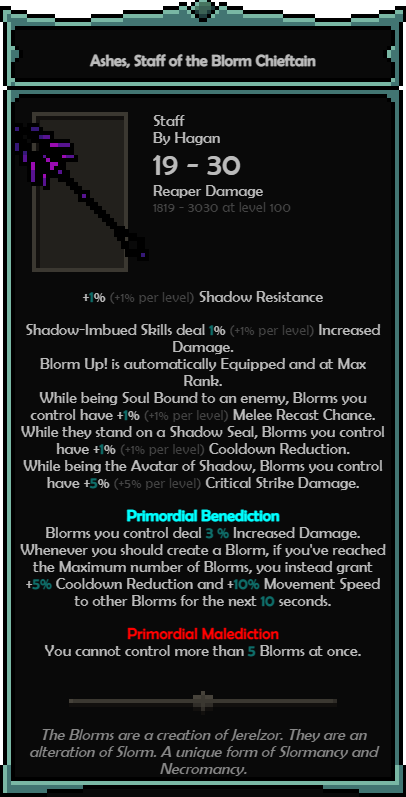 Ashes, Staff of the Blorm Chieftain
Staff
By Hagan
19 - 30
Reaper Damage
1819 - 3030 at level 100
+1% (+1% per level) Shadow Resistance
Shadow-Imbued Skills deal 1% (+1% per level) Increased
Damage.
Blorm Up! is automatically Equipped and at Max
Rank.
While being Soul Bound to an enemy, Blorms you
control have +1% (+1% per level) Melee Recast Chance.
While they stand on a Shadow Seal, Blorms you control
have +1% (+1% per level) Cooldown Reduction.
While being the Avatar of Shadow, Blorms you control
have +5% (+5% per level) Critical Strike Damage.
Primordial Benediction
Blorms you control deal 3 % Increased Damage.
Whenever you should create a Blorm, if you've reached
the Maximum number of Blorms, you instead grant
+5% Cooldown Reduction and +10% Movement Speed
to other Blorms for the next 10 seconds.
Primordial Malediction
You cannot control more than 5 Blorms at once.
The Blorms are a creation of Jerelzor. They are an
alteration of Slorm. A unique form of Slormancy and
Necromancy.